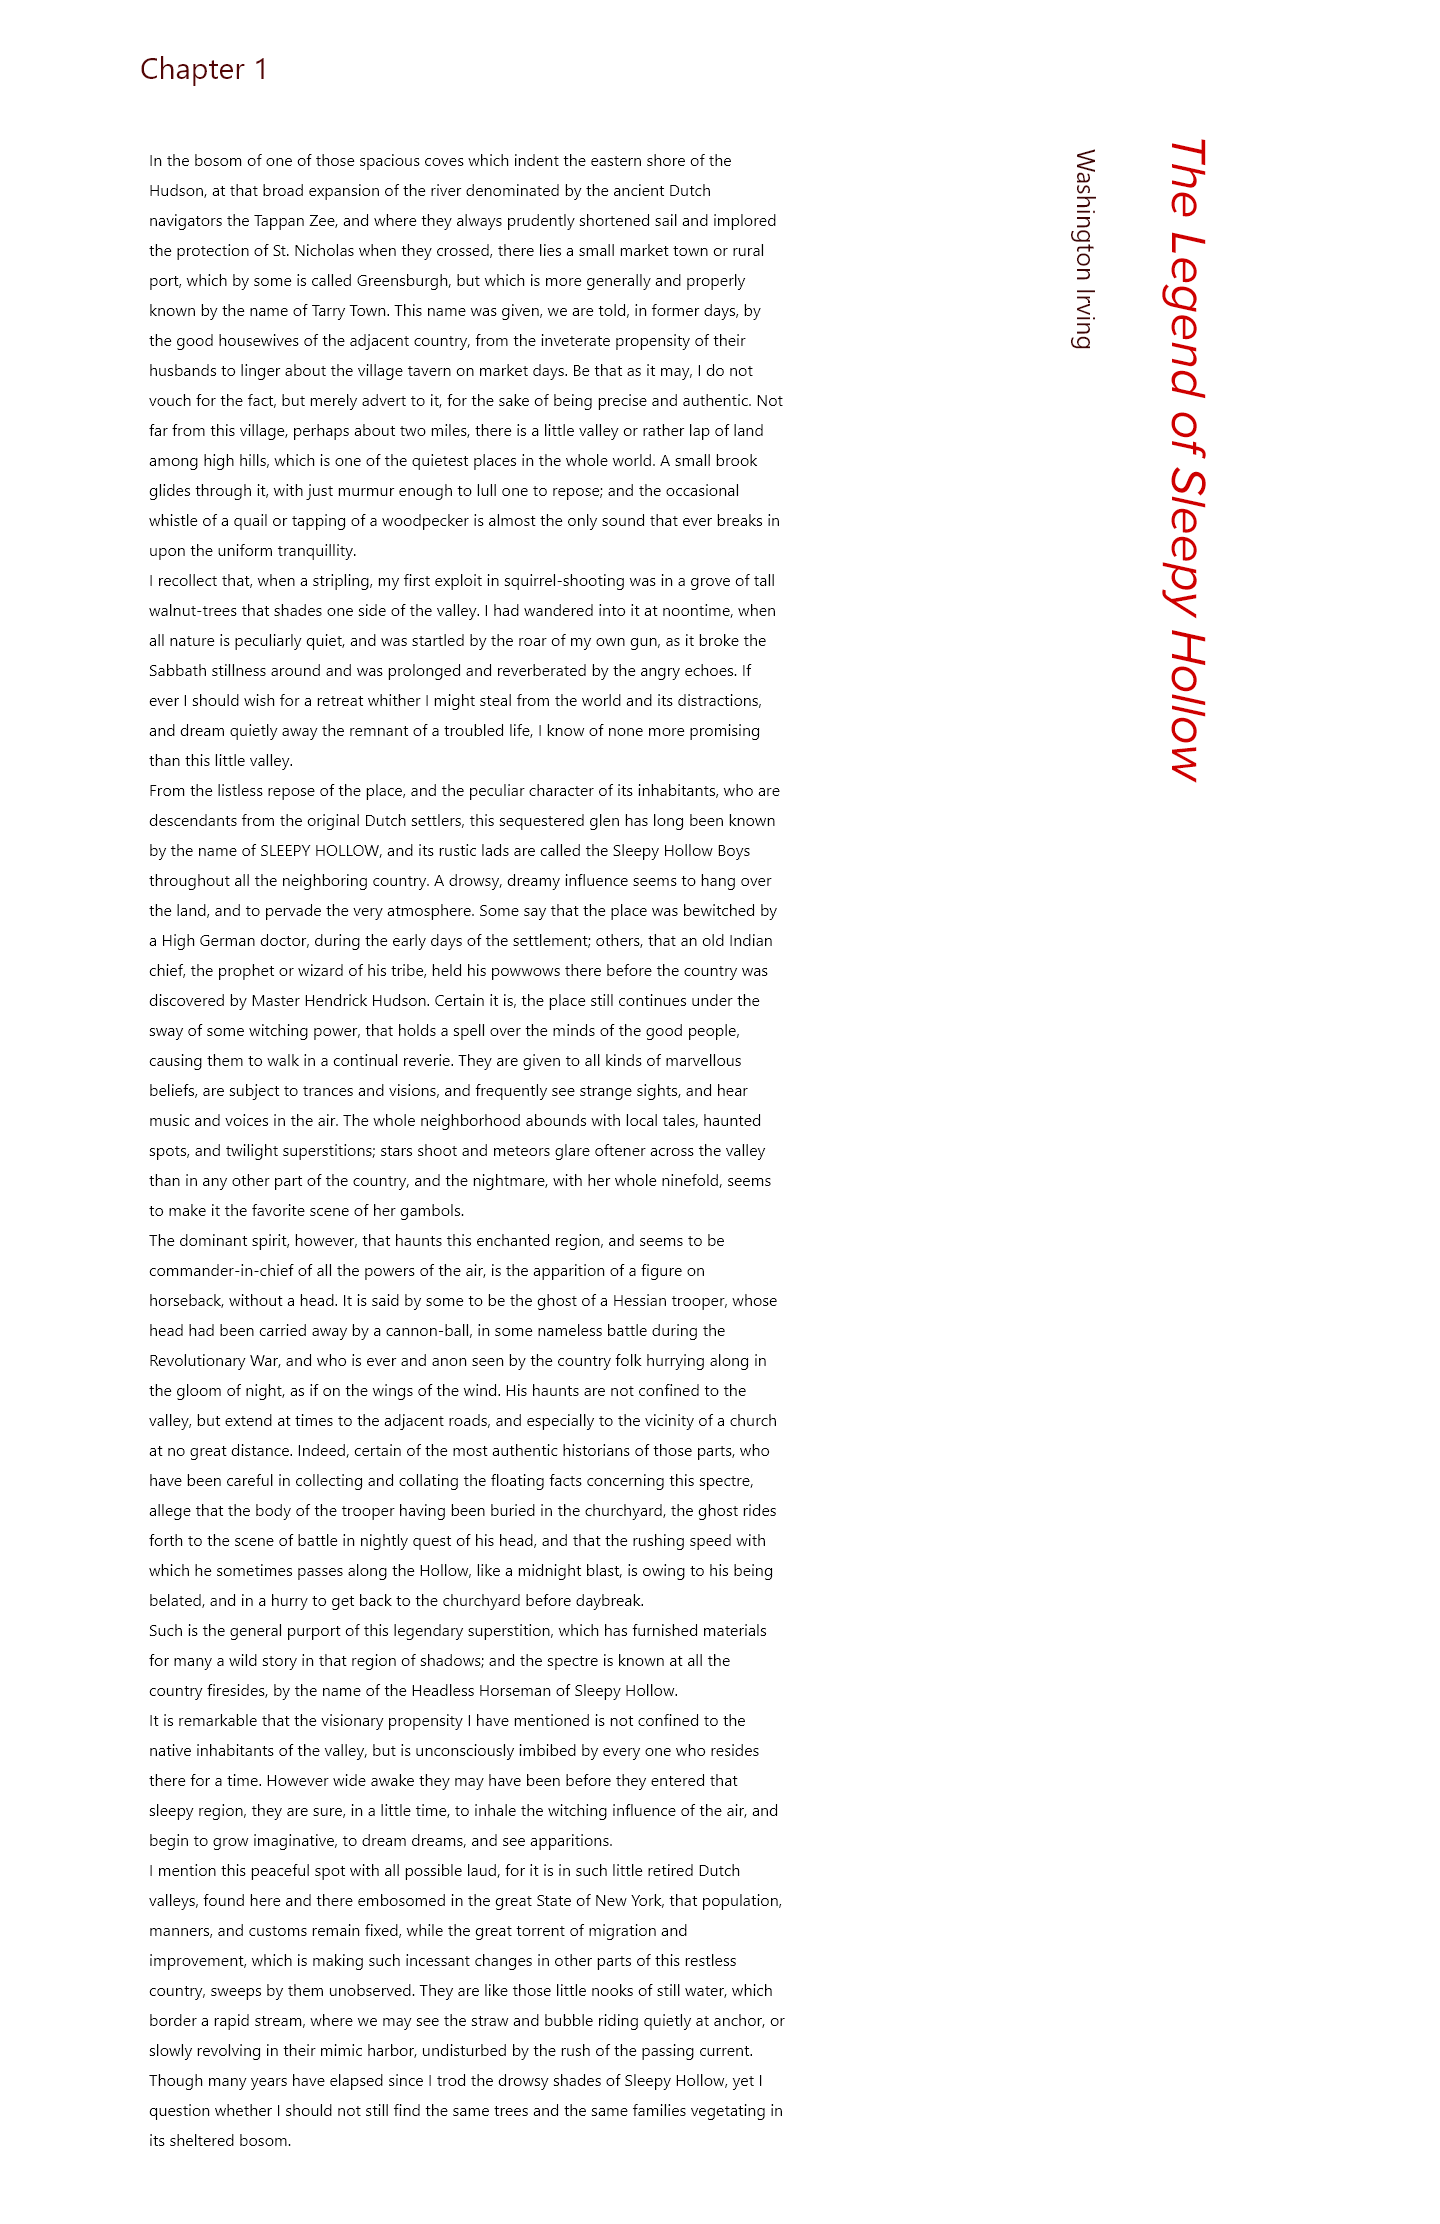 The Legend of Sleepy Hollow
Washington Irving
Chapter 1
In the bosom of one of those spacious coves which indent the eastern shore of the
Hudson, at that broad expansion of the river denominated by the ancient Dutch
navigators the Tappan Zee, and where they always prudently shortened sail and implored
the protection of St. Nicholas when they crossed, there lies a small market town or rural
port, which by some is called Greensburgh, but which is more generally and properly
known by the name of Tarry Town. This name was given, we are told, in former days, by
the good housewives of the adjacent country, from the inveterate propensity of their
husbands to linger about the village tavern on market days. Be that as it may, I do not
vouch for the fact, but merely advert to it, for the sake of being precise and authentic. Not
far from this village, perhaps about two miles, there is a little valley or rather lap of land
among high hills, which is one of the quietest places in the whole world. A small brook
glides through it, with just murmur enough to lull one to repose; and the occasional
whistle of a quail or tapping of a woodpecker is almost the only sound that ever breaks in
upon the uniform tranquillity.
I recollect that, when a stripling, my first exploit in squirrel-shooting was in a grove of tall
walnut-trees that shades one side of the valley. I had wandered into it at noontime, when
all nature is peculiarly quiet, and was startled by the roar of my own gun, as it broke the
Sabbath stillness around and was prolonged and reverberated by the angry echoes. If
ever I should wish for a retreat whither I might steal from the world and its distractions,
and dream quietly away the remnant of a troubled life, I know of none more promising
than this little valley.
From the listless repose of the place, and the peculiar character of its inhabitants, who are
descendants from the original Dutch settlers, this sequestered glen has long been known
by the name of SLEEPY HOLLOW, and its rustic lads are called the Sleepy Hollow Boys
throughout all the neighboring country. A drowsy, dreamy influence seems to hang over
the land, and to pervade the very atmosphere. Some say that the place was bewitched by
a High German doctor, during the early days of the settlement; others, that an old Indian
chief, the prophet or wizard of his tribe, held his powwows there before the country was
discovered by Master Hendrick Hudson. Certain it is, the place still continues under the
sway of some witching power, that holds a spell over the minds of the good people,
causing them to walk in a continual reverie. They are given to all kinds of marvellous
beliefs, are subject to trances and visions, and frequently see strange sights, and hear
music and voices in the air. The whole neighborhood abounds with local tales, haunted
spots, and twilight superstitions; stars shoot and meteors glare oftener across the valley
than in any other part of the country, and the nightmare, with her whole ninefold, seems
to make it the favorite scene of her gambols.
The dominant spirit, however, that haunts this enchanted region, and seems to be
commander-in-chief of all the powers of the air, is the apparition of a figure on
horseback, without a head. It is said by some to be the ghost of a Hessian trooper, whose
head had been carried away by a cannon-ball, in some nameless battle during the
Revolutionary War, and who is ever and anon seen by the country folk hurrying along in
the gloom of night, as if on the wings of the wind. His haunts are not confined to the
valley, but extend at times to the adjacent roads, and especially to the vicinity of a church
at no great distance. Indeed, certain of the most authentic historians of those parts, who
have been careful in collecting and collating the floating facts concerning this spectre,
allege that the body of the trooper having been buried in the churchyard, the ghost rides
forth to the scene of battle in nightly quest of his head, and that the rushing speed with
which he sometimes passes along the Hollow, like a midnight blast, is owing to his being
belated, and in a hurry to get back to the churchyard before daybreak.
Such is the general purport of this legendary superstition, which has furnished materials
for many a wild story in that region of shadows; and the spectre is known at all the
country firesides, by the name of the Headless Horseman of Sleepy Hollow.
It is remarkable that the visionary propensity I have mentioned is not confined to the
native inhabitants of the valley, but is unconsciously imbibed by every one who resides
there for a time. However wide awake they may have been before they entered that
sleepy region, they are sure, in a little time, to inhale the witching influence of the air, and
begin to grow imaginative, to dream dreams, and see apparitions.
I mention this peaceful spot with all possible laud, for it is in such little retired Dutch
valleys, found here and there embosomed in the great State of New York, that population,
manners, and customs remain fixed, while the great torrent of migration and
improvement, which is making such incessant changes in other parts of this restless
country, sweeps by them unobserved. They are like those little nooks of still water, which
border a rapid stream, where we may see the straw and bubble riding quietly at anchor, or
slowly revolving in their mimic harbor, undisturbed by the rush of the passing current.
Though many years have elapsed since I trod the drowsy shades of Sleepy Hollow, yet I
question whether I should not still find the same trees and the same families vegetating in
its sheltered bosom.